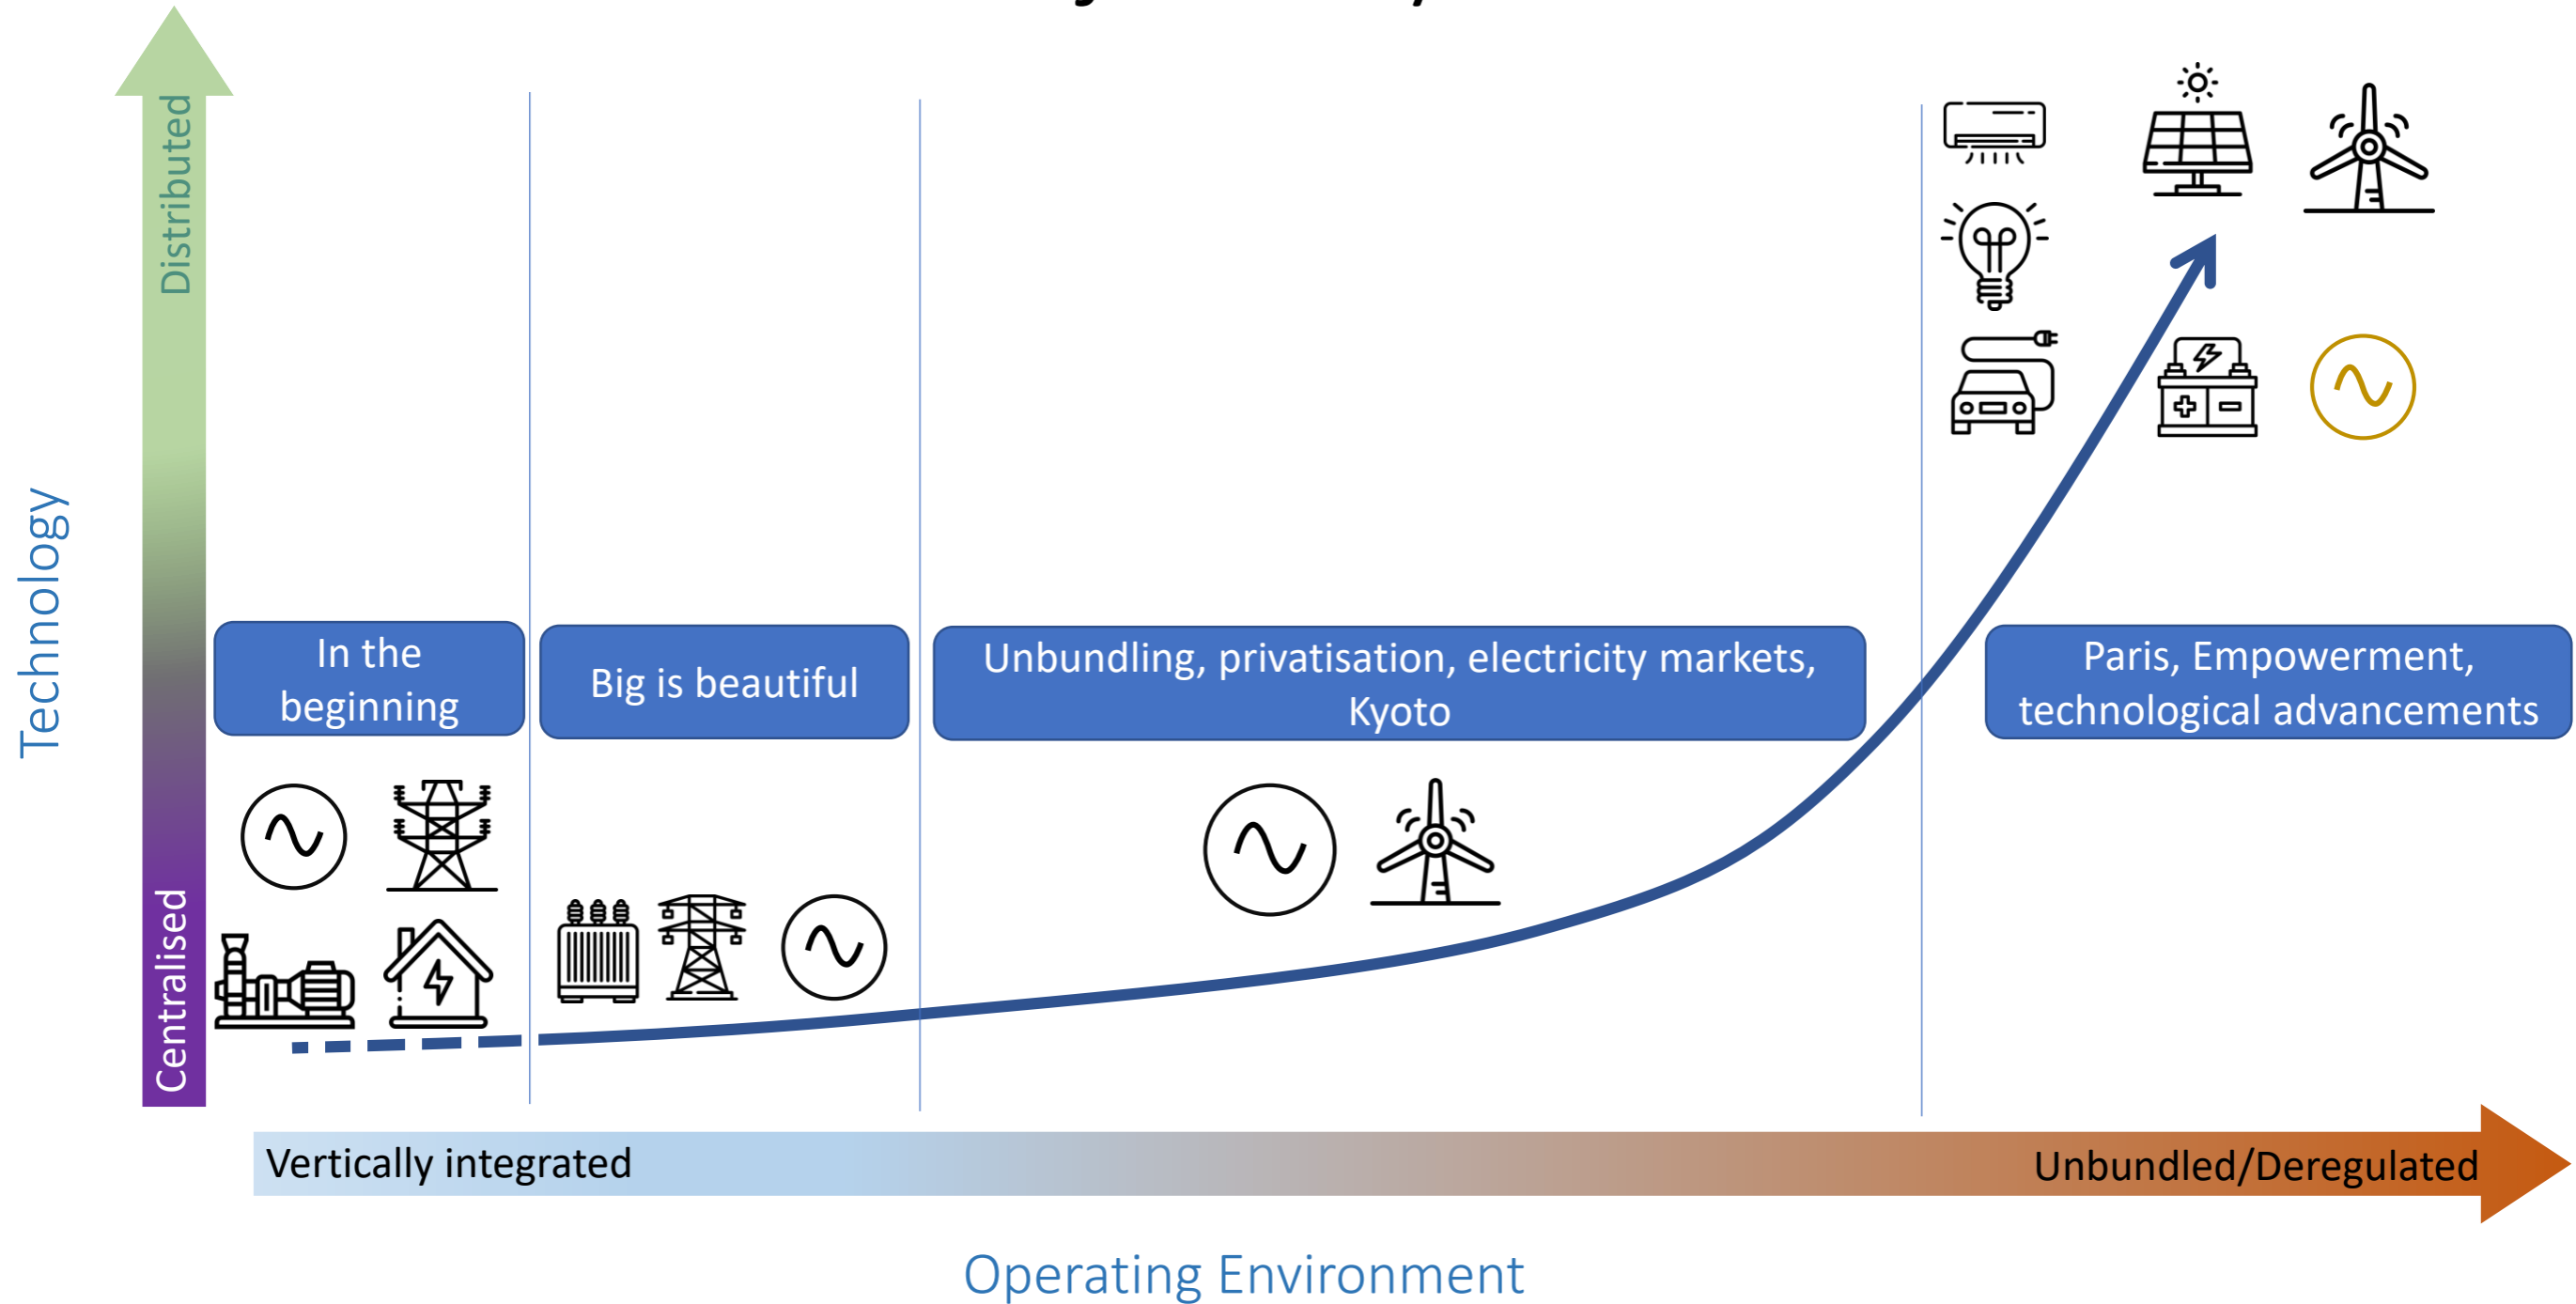 Distributed
Technology
Centralised
In the
beginning
Big is beautiful
Unbundling, privatisation, electricity markets,
Kyoto
Paris, Empowerment,
technological advancements
Vertically integrated
Unbundled/Deregulated
Operating Environment